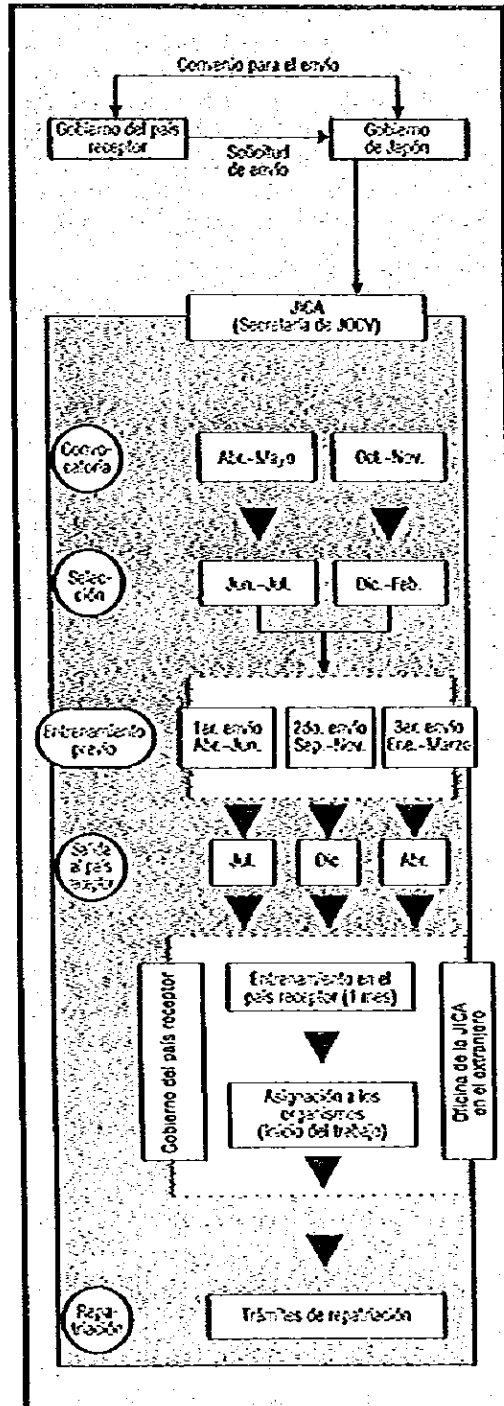 Convenio para el envío
Gobierno del país
receptor
Solicitud
de envío
Gobierno
de Japón
JICA
(Secretaría de JOCV)
Convo-
catoria
Abr.-Mayo
Oct.-Nov.
Selec-
ción
Jun.-Jul.
Dic.-Feb.
Entrenamiento
previo
1er. envío
Abr.-Jun.
2do. envío
Sep.-Nov.
3er. envío
Ene.-Marzo
al país
receptor
Jul.
Dic.
Abr.
Gobierno del país receptor
Entrenamiento en el
país receptor (1 mes)
Asignación a los
organismos
(Inicio del trabajo)
Oficina de la JICA
en el extranjero
Repa-
triación
Trámites de repatriación